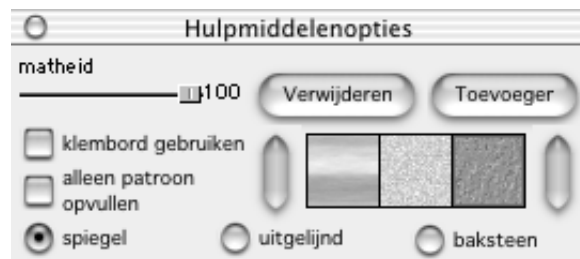 Hulpmiddelenopties
matheid
100
Verwijderen
Toevoeger
klembord gebruiken
alleen patroon
opvullen
spiegel
uitgelijnd
baksteen